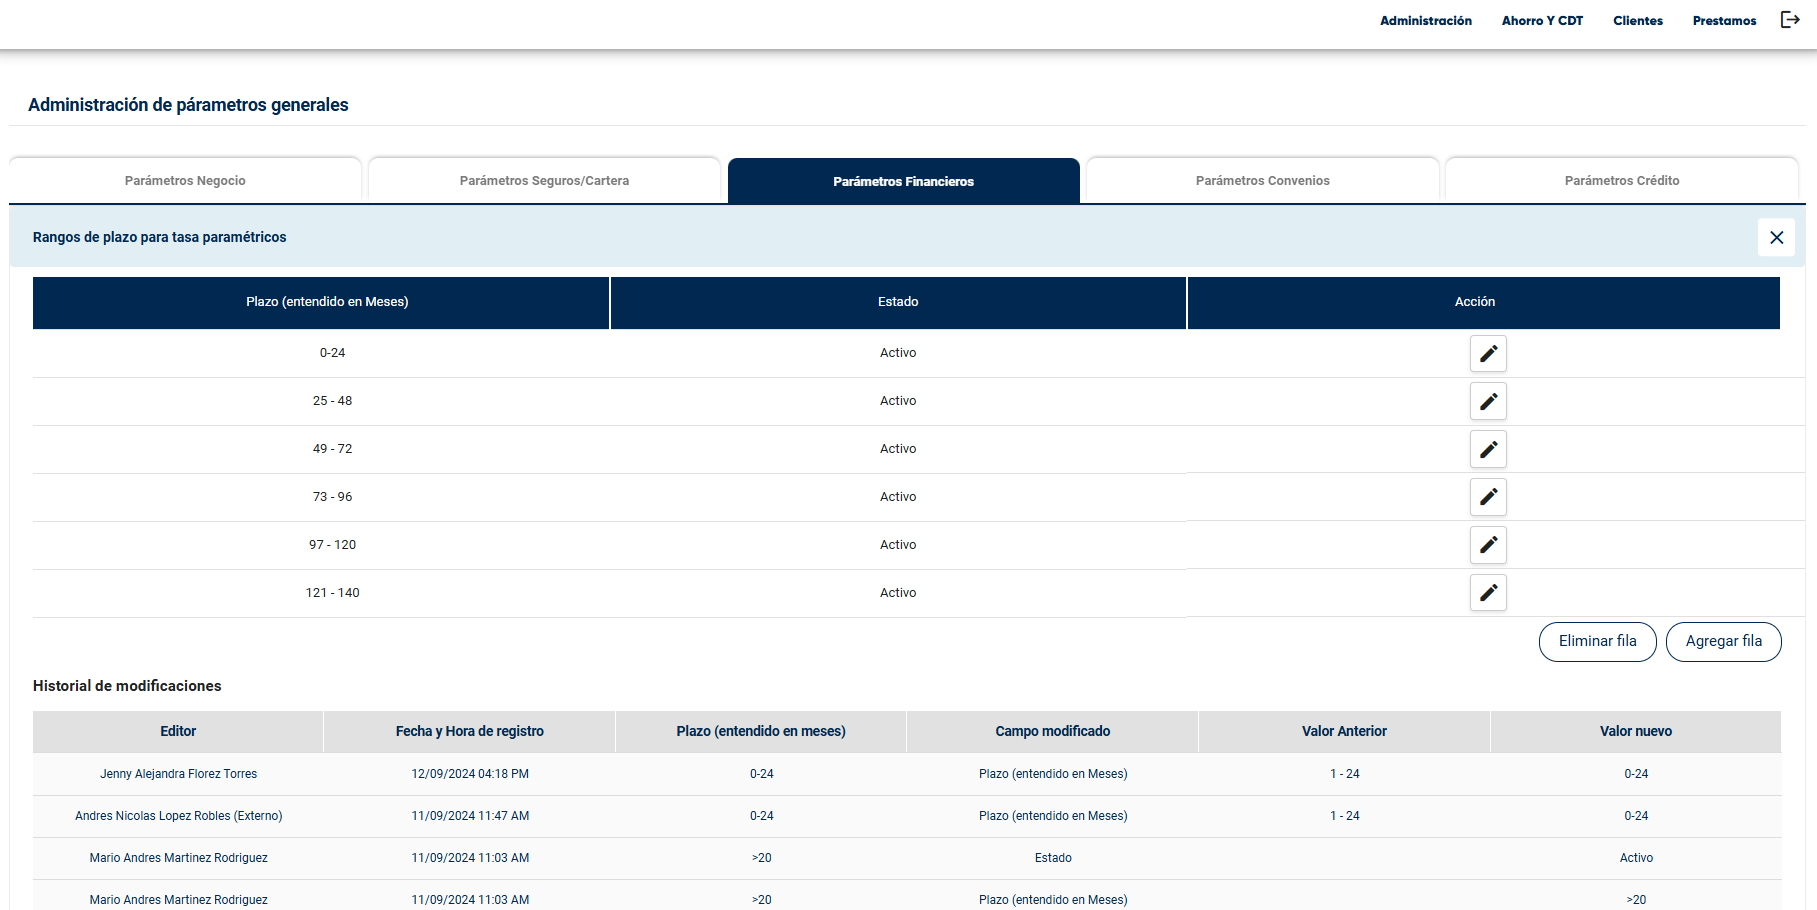 Administración Ahorro Y CDT Clientes Prestamos
Administración de párametros generales
Parámetros Negocio Parámetros Seguros/Cartera Parámetros Financieros Parámetros Convenios Parámetros Crédito
Rangos de plazo para tasa paramétricos
Plazo (entendido en Meses) Estado Acción
0-24 Activo
25 - 48 Activo
49 - 72 Activo
73 - 96 Activo
97 - 120 Activo
121 - 140 Activo
Eliminar fila Agregar fila
Historial de modificaciones
Editor Fecha y Hora de registro Plazo (entendido en meses) Campo modificado Valor Anterior Valor nuevo
Jenny Alejandra Florez Torres 12/09/2024 04:18 PM 0-24 Plazo (entendido en Meses) 1 - 24 0-24
Andres Nicolas Lopez Robles (Externo) 11/09/2024 11:47 AM 0-24 Plazo (entendido en Meses) 1 - 24 0-24
Mario Andres Martinez Rodriguez 11/09/2024 11:03 AM >20 Estado Activo
Mario Andres Martinez Rodriguez 11/09/2024 11:03 AM >20 Plazo (entendido en Meses) >20